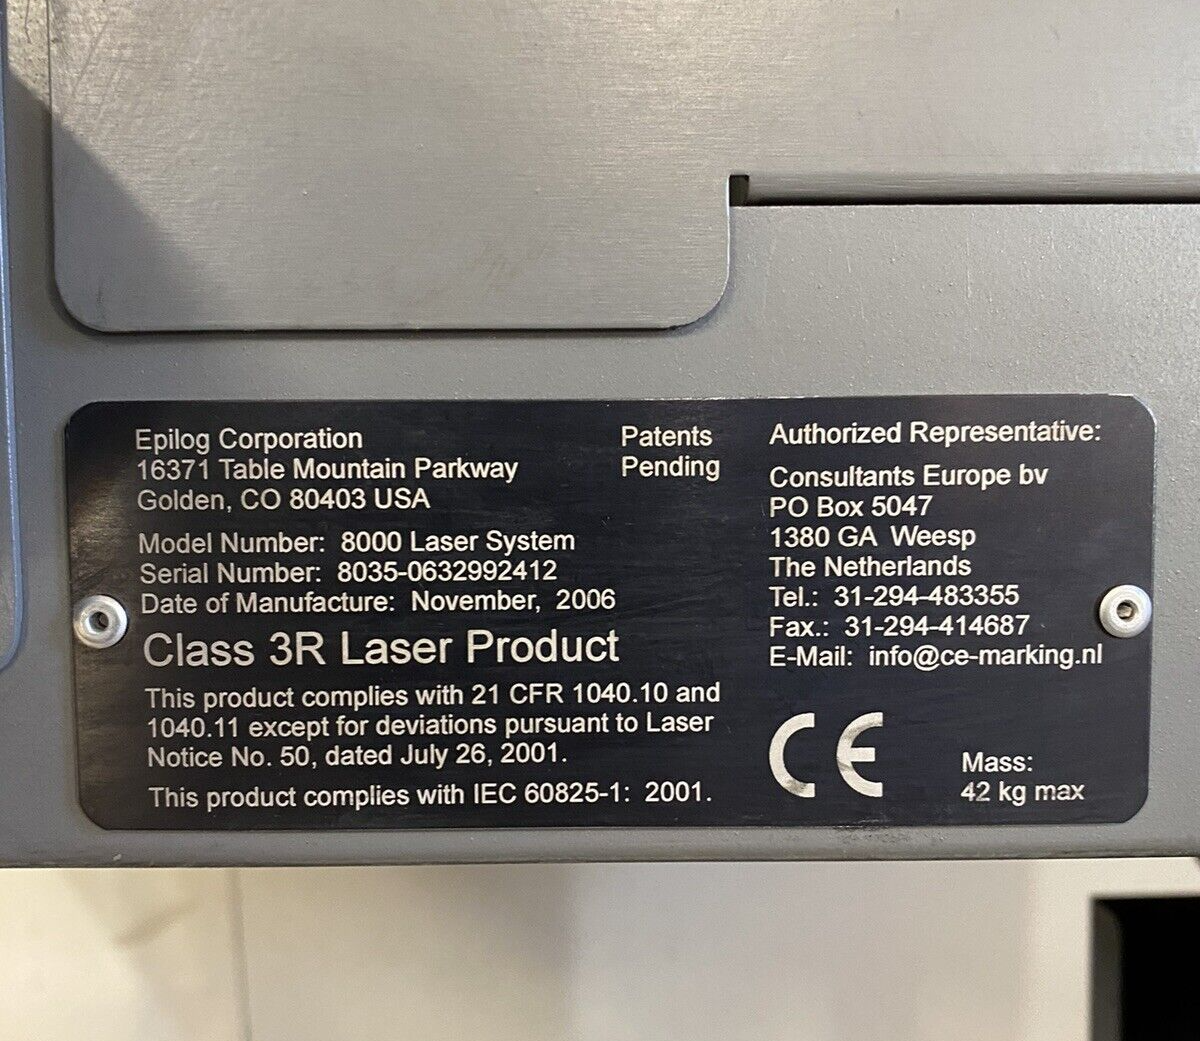 Epilog Corporation
16371 Table Mountain Parkway
Golden, CO 80403 USA
Patents
Pending
Model Number: 8000 Laser System
Serial Number: 8035-0632992412
Date of Manufacture: November, 2006
Class 3R Laser Product
This product complies with 21 CFR 1040.10 and
1040.11 except for deviations pursuant to Laser
Notice No. 50, dated July 26, 2001.
This product complies with IEC 60825-1: 2001.
Authorized Representative:
Consultants Europe bv
PO Box 5047
1380 GA Weesp
The Netherlands
Tel.: 31-294-483355
Fax.: 31-294-414687
E-Mail: info@ce-marking.nl
CE
Mass:
42 kg max